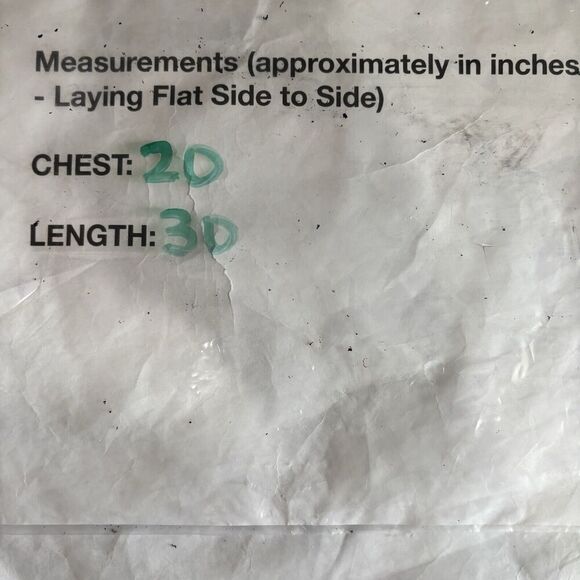 Measurements (approximately in inches
- Laying Flat Side to Side)
CHEST: 20
LENGTH: 30